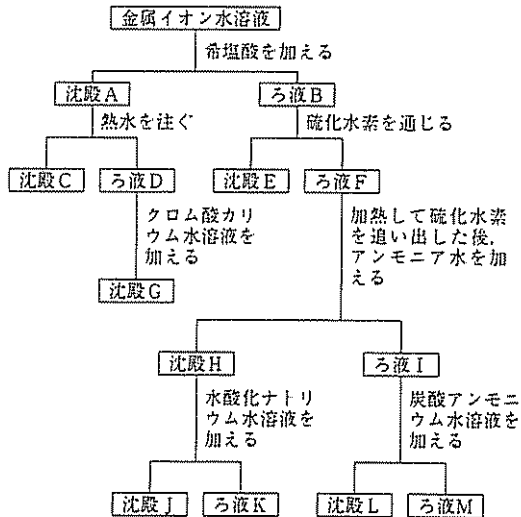 金属イオン水溶液
希塩酸を加える
沈殿A
ろ液B
熱水を注ぐ
硫化水素を通じる
沈殿C
ろ液D
沈殿E
ろ液F
クロム酸カリ
ウム水溶液を
加える
加熱して硫化水素
を追い出した後,
アンモニア水を加
える
沈殿G
沈殿H
ろ液I
水酸化ナトリ
ウム水溶液を
加える
炭酸アンモニ
ウム水溶液を
加える
沈殿J
ろ液K
沈殿L
ろ液M